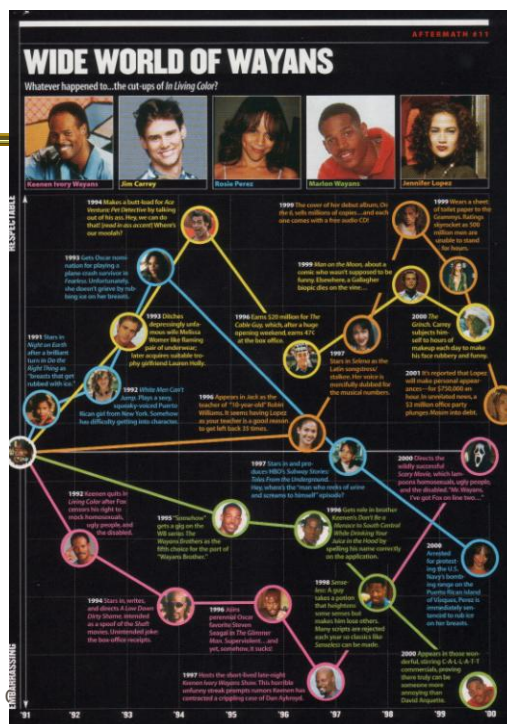 AFTERMATH #11
WIDE WORLD OF WAYANS
Whatever happened to...the cut-ups of In Living Color?
Keenen Ivory Wayans
Jim Carrey
Rosie Perez
Marlon Wayans
Jennifer Lopez
RESPECTABLE
1994 Makes a butt-load for Ace
Ventura: Pet Detective by talking
out of his ass. Hey, we can do
that! (read in ass accent) Where's
our moolah?
1999 The cover of her debut album, On
the 6, sells millions of copies...and each
one comes with a free audio CD!
1999 Wears a sheet
of toilet paper to the
Grammys. Ratings
skyrocket as 500
million men are
unable to stand
for hours.
1993 Gets Oscar nomi-
nation for playing a
plane-crash survivor in
Fearless. Unfortunately,
she doesn't grieve by rub-
bing ice on her breasts.
1999 Man on the Moon, about a
comic who wasn't supposed to be
funny. Elsewhere, a Gallagher
biopic dies on the vine...
1991 Stars in
Night on Earth
after a brilliant
turn in Do the
Right Thing as
"breasts that get
rubbed with ice."
1993 Ditches
depressingly unfa-
mous wife Melissa
Womer like flaming
pair of underwear;
later acquires suitable too-
phy girlfriend Lauren Holly.
1996 Earns $20 million for The
Cable Guy, which, after a huge
opening weekend, earns 47¢
at the box office.
1997
Stars in Selena as the
Latin songstress/
stalkee. Her voice is
mercifully dubbed for
the musical numbers.
2000 The
Grinch. Carrey
subjects him-
self to hours of
makeup each day to make
his face rubbery and funny.
1992 White Men Can't
Jump. Plays a very
squeaky-voiced Puerto
Rican girl from New York. Somehow
has difficulty getting into character.
1996 Appears in Jack as the
teacher of "10-year-old" Robin
Williams. It seems having Lopez
as your teacher is a good reason
to get left back 35 times.
2001 It's reported that Lopez
will make personal appear-
ances—for $750,000 an
hour. In unrelated news, a
$3 million office party
plunges Maxim into debt.
1997 Stars in and pro-
duces HBO's Subway Stories:
Tales From the Underground.
Hey, where's the "man who reeks of urine
and screams to himself" episode?
2000 Directs the
wildly successful
Scary Movie, which lam-
poons homosexuals, ugly people,
and the disabled. "Mr. Wayans,
I've got Fox on line two..."
1992 Keenen quits In
Living Color after Fox
censors his right to
mock homosexuals,
ugly people, and
the disabled.
1995 "Somehow"
gets a gig on the
WB series The
Wayans Brothers as the
fifth choice for the part of
"Wayans Brother."
1996 Gets role in brother
Keenen's Don't Be a
Menace to South Central
While Drinking Your
Juice in the Hood by
spelling his name correctly
on the application.
2000
Arrested
for protest-
ing the U.S.
Navy's bomb-
ing range on the
Puerto Rican island
of Vieques, Perez is
immediately sen-
tenced to rub ice
on her breasts.
1994 Stars in, writes,
and directs A Low Down
Dirty Shame, intended
as a spoof of the Shaft
movies. Unintended joke:
the box office receipts.
1996 Joins
perennial Oscar
favorite Steven
Seagal in The Glimmer
Man. Superviolent...and
yet, somehow, it sucks!
1998 Sense-
less: A guy
takes a potion
that heightens
some senses but
makes him lose others.
Many scripts are rejected
each year so classics like
Senseless can be made.
1997 Hosts the short-lived late-night
Keenen Ivory Wayans Show. This horrible
unfunny streak prompts rumors Keenen has
contracted a crippling case of Dan Aykroyd.
2000 Appears in those won-
derful, stirring C-A-L-L-A-T-T
commercials, proving
there truly can be
someone more
annoying than
David Arquette.
EMBARRASSING
'91 '92 '93 '94 '95 '96 '97 '98 '99 '00